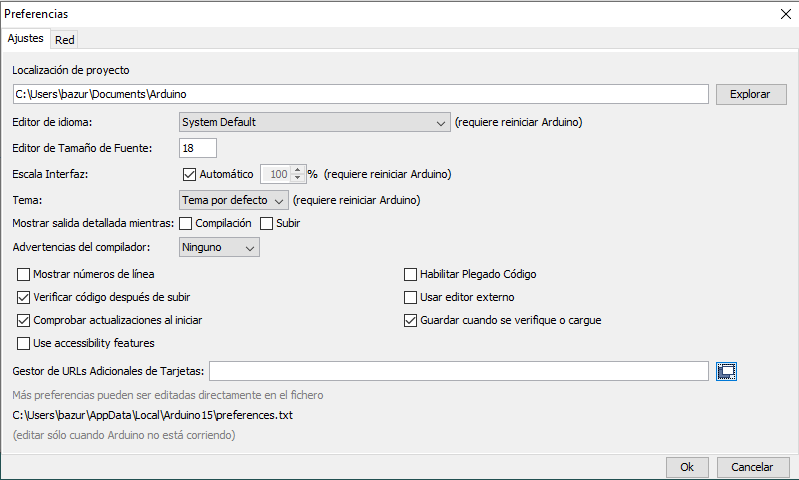 Preferencias
Ajustes Red
Localización de proyecto
C:\Users\bazur\Documents\Arduino Explorar
Editor de idioma: System Default (requiere reiniciar Arduino)
Editor de Tamaño de Fuente: 18
Escala Interfaz: Automático 100 % (requiere reiniciar Arduino)
Tema: Tema por defecto (requiere reiniciar Arduino)
Mostrar salida detallada mientras: Compilación Subir
Advertencias del compilador: Ninguno
Mostrar números de línea Habilitar Plegado Código
Verificar código después de subir Usar editor externo
Comprobar actualizaciones al iniciar Guardar cuando se verifique o cargue
Use accessibility features
Gestor de URLs Adicionales de Tarjetas:
Más preferencias pueden ser editadas directamente en el fichero
C:\Users\bazur\AppData\Local\Arduino15\preferences.txt
(editar sólo cuando Arduino no está corriendo)
Ok Cancelar